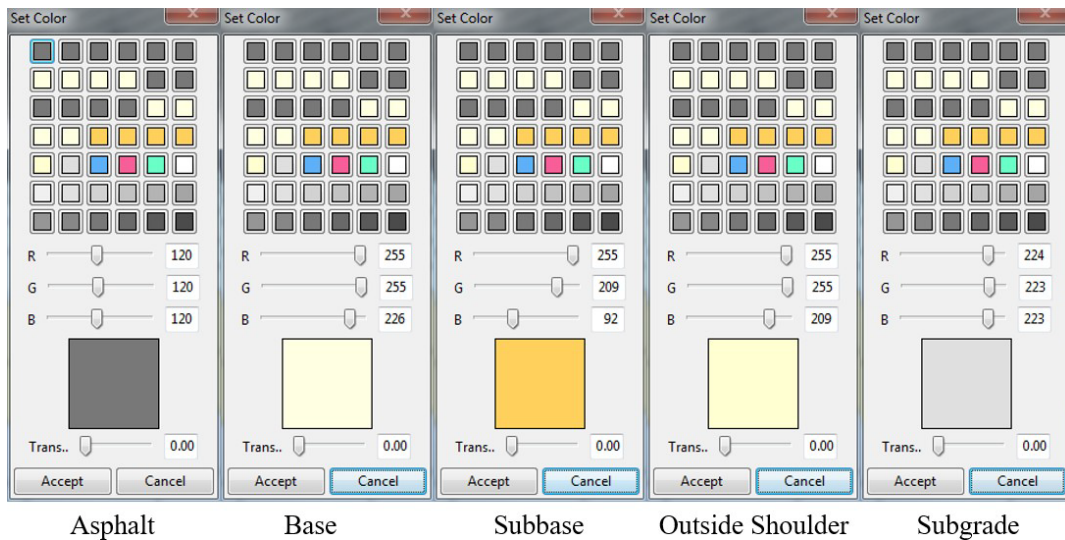 Set Color Set Color Set Color Set Color Set Color
R 120 R 255 R 255 R 255 R 224
G 120 G 255 G 209 G 255 G 223
B 120 B 226 B 92 B 209 B 223
Trans.. 0.00 Trans.. 0.00 Trans.. 0.00 Trans.. 0.00 Trans.. 0.00
Accept Cancel Accept Cancel Accept Cancel Accept Cancel Accept Cancel
Asphalt Base Subbase Outside Shoulder Subgrade